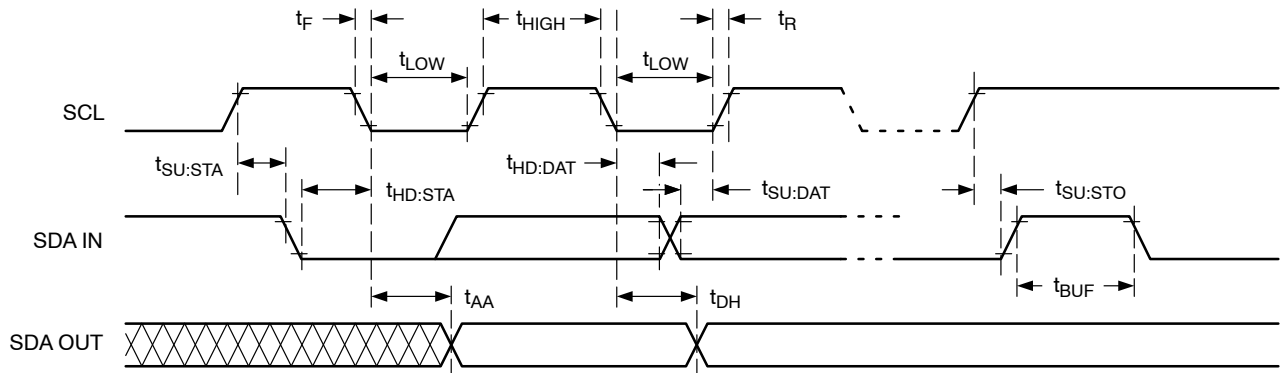 tF
tHIGH
tR
tLOW
tLOW
SCL
tSU:STA
tHD:STA
tHD:DAT
tSU:DAT
tSU:STO
SDA IN
tAA
tDH
tBUF
SDA OUT